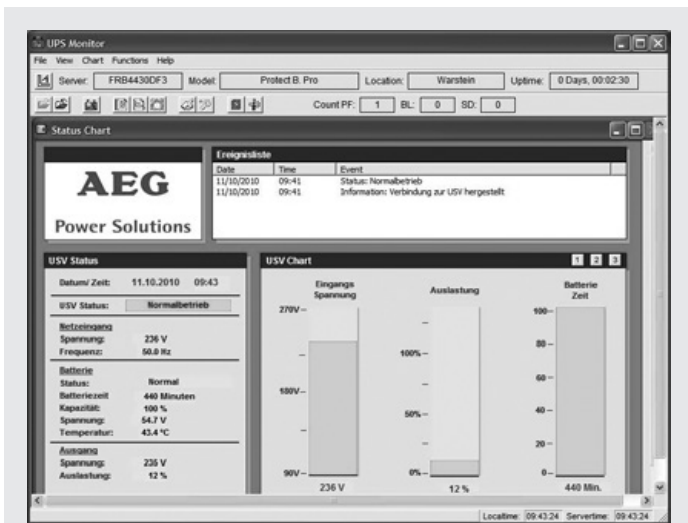 UPS Monitor
File View Chart Functions Help
Server: FRB4430DF3 Model: Protect B. Pro Location: Warstein Uptime: 0 Days, 00:02:30
Count PF: 1 BL: 0 SD: 0
Status Chart
AEG
Power Solutions
Ereignisliste
Date Time Event
11/10/2010 09:41 Status: Normalbetrieb
11/10/2010 09:41 Information: Verbindung zur USV hergestellt
USV Status
Datum/ Zeit: 11.10.2010 09:43
USV Status: Normalbetrieb
Netzeingang
Spannung: 236 V
Frequenz: 50.0 Hz
Batterie
Status: Normal
Batteriezeit 440 Minuten
Kapazität: 100 %
Spannung: 54.7 V
Temperatur: 43.4 °C
Ausgang
Spannung: 235 V
Auslastung: 12 %
USV Chart 1 2 3
Eingangs
Spannung
270V
180V
90V
236 V
Auslastung
100%
50%
0%
12 %
Batterie
Zeit
100
80
60
40
20
0
440 Min.
Localtime: 09:43:24 Servertime: 09:43:24